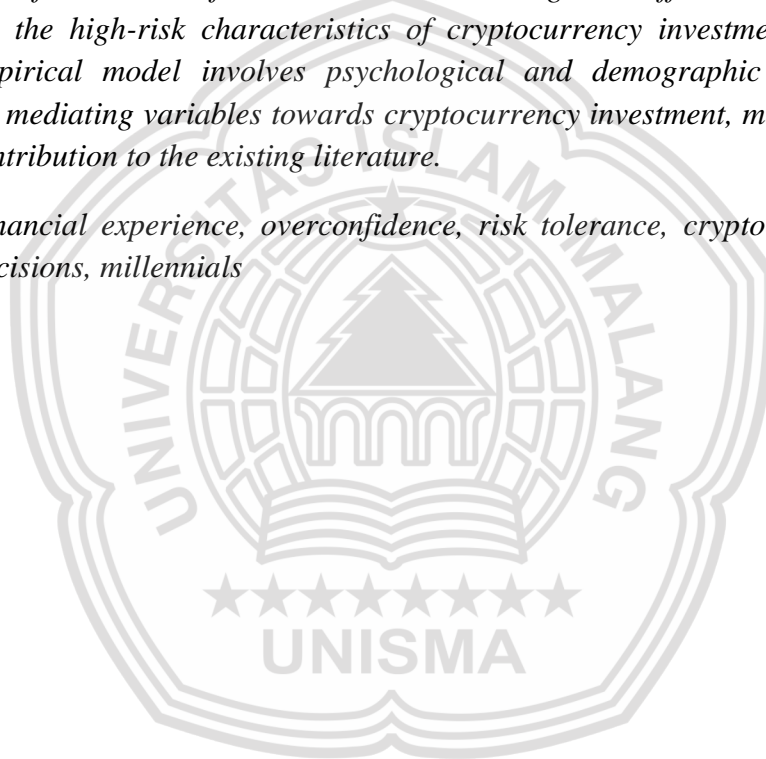 the high-risk characteristics of cryptocurrency investme
pirical model involves psychological and demographic
mediating variables towards cryptocurrency investment, m
ntribution to the existing literature.
nancial experience, overconfidence, risk tolerance, crypto
cisions, millennials
UNIVERSITAS ISLAM MALANG
UNISMA